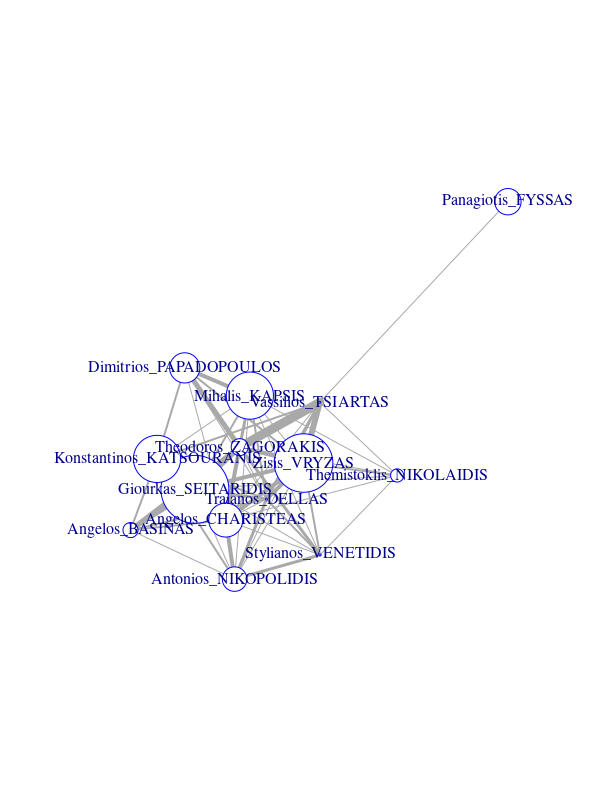 Panagiotis_FYSSAS
Dimitrios_PAPADOPOULOS
Mihalis_KAPSIS
Vassilios_TSIARTAS
Theodoros_ZAGORAKIS
Konstantinos_KATSOURANIS
Zisis_VRYZAS
Themistoklis_NIKOLAIDIS
Giourkas_SEITARIDIS
Traianos_DELLAS
Angelos_CHARISTEAS
Angelos_BASINAS
Stylianos_VENETIDIS
Antonios_NIKOPOLIDIS